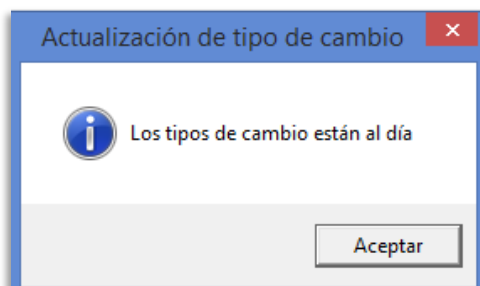 Actualización de tipo de cambio
Los tipos de cambio están al día
Aceptar